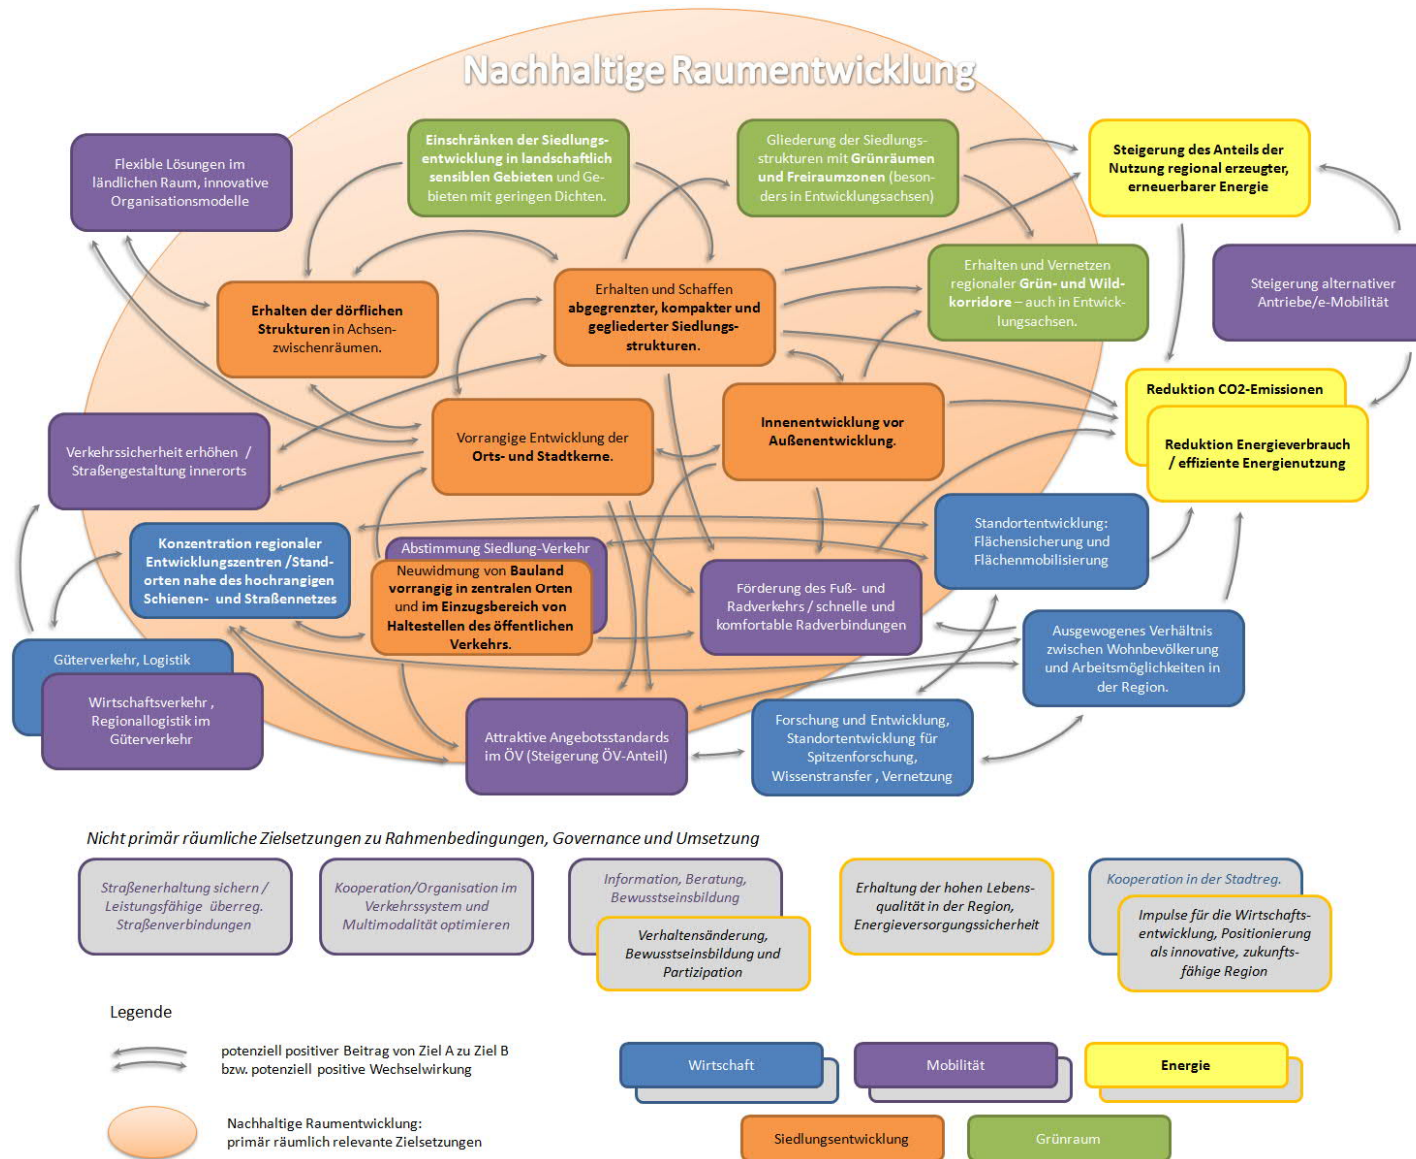 Nachhaltige Raumentwicklung
Flexible Lösungen im
ländlichen Raum, innovative
Organisationsmodelle
Einschränken der Siedlungs-
entwicklung in landschaftlich
sensiblen Gebieten und Ge-
bieten mit geringen Dichten.
Gliederung der Siedlungs-
strukturen mit Grünräumen
und Freiraumzonen (beson-
ders in Entwicklungsachsen)
Steigerung des Anteils der
Nutzung regional erzeugter,
erneuerbarer Energie
Erhalten der dörflichen
Strukturen in Achsen-
zwischenräumen.
Erhalten und Schaffen
abgegrenzter, kompakter und
gegliederter Siedlungs-
strukturen.
Erhalten und Vernetzen
regionaler Grün- und Wild-
korridore – auch in Entwick-
lungsachsen.
Steigerung alternativer
Antriebe/e-Mobilität
Verkehrssicherheit erhöhen /
Straßengestaltung innerorts
Vorrangige Entwicklung der
Orts- und Stadtkerne.
Innenentwicklung vor
Außenentwicklung.
Reduktion CO2-Emissionen
Reduktion Energieverbrauch
/ effiziente Energienutzung
Konzentration regionaler
Entwicklungszentren /Stand-
orten nahe des hochrangigen
Schienen- und Straßennetzes
Abstimmung Siedlung-Verkehr
Neuwidmung von Bauland
vorrangig in zentralen Orten
und im Einzugsbereich von
Haltestellen des öffentlichen
Verkehrs.
Förderung des Fuß- und
Radverkehrs / schnelle und
komfortable Radverbindungen
Standortentwicklung:
Flächensicherung und
Flächenmobilisierung
Güterverkehr, Logistik
Wirtschaftsverkehr ,
Regionallogistik im
Güterverkehr
Attraktive Angebotsstandards
im ÖV (Steigerung ÖV-Anteil)
Forschung und Entwicklung,
Standortentwicklung für
Spitzenforschung,
Wissenstransfer , Vernetzung
Ausgewogenes Verhältnis
zwischen Wohnbevölkerung
und Arbeitsmöglichkeiten in
der Region.
Nicht primär räumliche Zielsetzungen zu Rahmenbedingungen, Governance und Umsetzung
Straßenerhaltung sichern /
Leistungsfähige überreg.
Straßenverbindungen
Kooperation/Organisation im
Verkehrssystem und
Multimodalität optimieren
Information, Beratung,
Bewusstseinsbildung
Verhaltensänderung,
Bewusstseinsbildung und
Partizipation
Erhaltung der hohen Lebens-
qualität in der Region,
Energieversorgungssicherheit
Kooperation in der Stadtreg.
Impulse für die Wirtschafts-
entwicklung, Positionierung
als innovative, zukunfts-
fähige Region
Legende
potenziell positiver Beitrag von Ziel A zu Ziel B
bzw. potenziell positive Wechselwirkung
Nachhaltige Raumentwicklung:
primär räumlich relevante Zielsetzungen
Wirtschaft
Mobilität
Energie
Siedlungsentwicklung
Grünraum